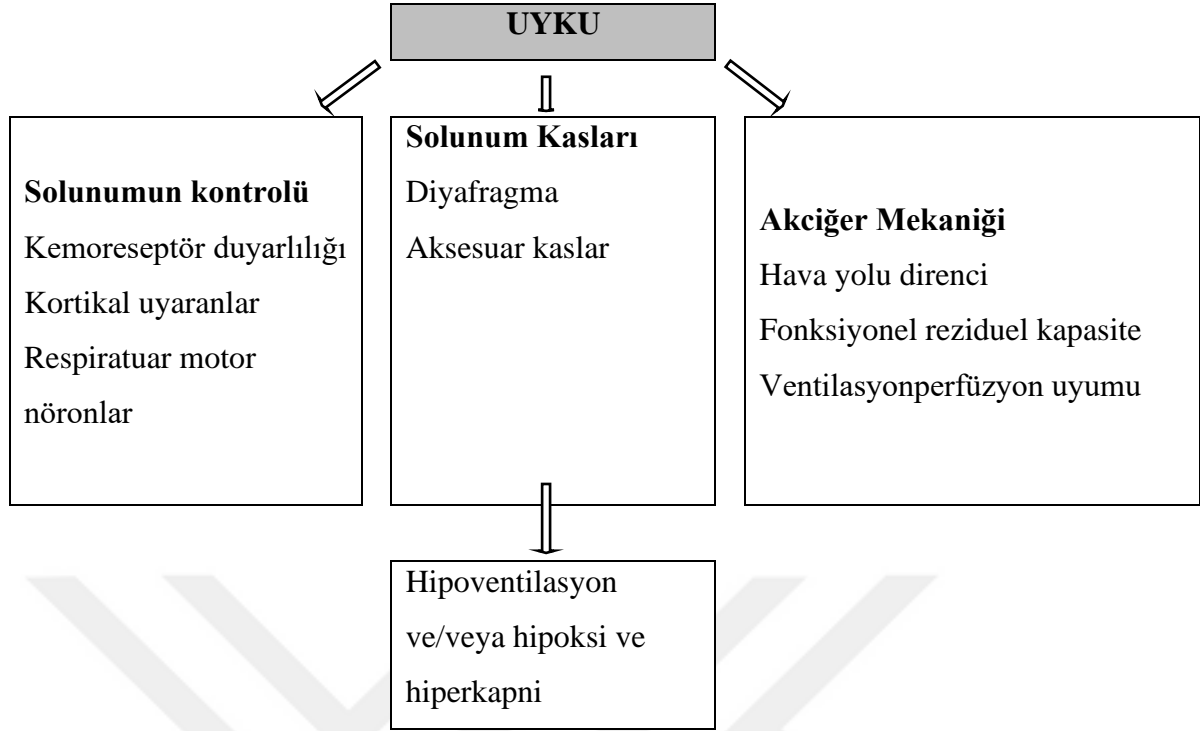 UYKU
Solunumun kontrolü
Kemoreseptör duyarlılığı
Kortikal uyaranlar
Respiratuar motor
nöronlar
Solunum Kasları
Diyafragma
Aksesuar kaslar
Akciğer Mekaniği
Hava yolu direnci
Fonksiyonel reziduel kapasite
Ventilasyonperfüzyon uyumu
Hipoventilasyon
ve/veya hipoksi ve
hiperkapni